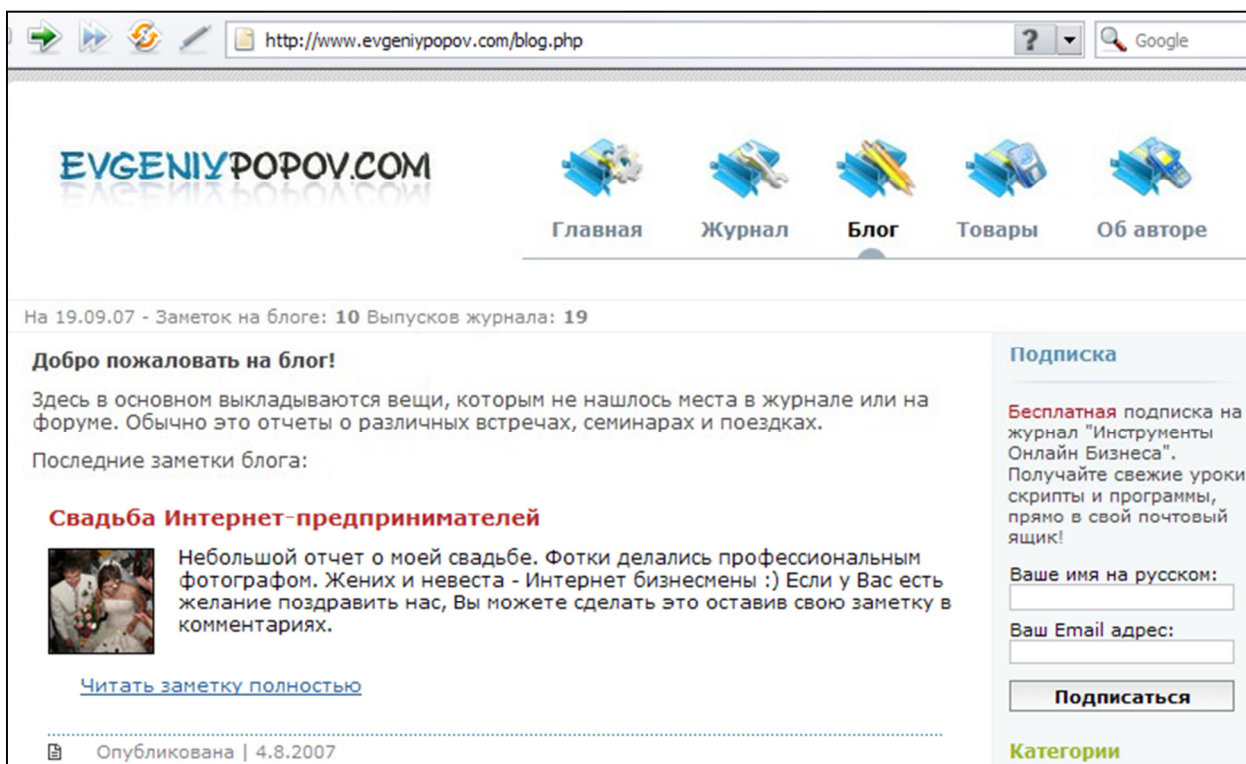 http://www.evgeniypopov.com/blog.php
?
Google
EVGENIYPOPOV.COM
Главная
Журнал
Блог
Товары
Об авторе
На 19.09.07 - Заметок на блоге: 10 Выпусков журнала: 19
Добро пожаловать на блог!
Здесь в основном выкладываются вещи, которым не нашлось места в журнале или на
форуме. Обычно это отчеты о различных встречах, семинарах и поездках.
Последние заметки блога:
Свадьба Интернет-предпринимателей
Небольшой отчет о моей свадьбе. Фотки делались профессиональным
фотографом. Жених и невеста - Интернет бизнесмены :) Если у Вас есть
желание поздравить нас, Вы можете сделать это оставив свою заметку в
комментариях.
Читать заметку полностью
Опубликована | 4.8.2007
Подписка
Бесплатная подписка на
журнал "Инструменты
Онлайн Бизнеса".
Получайте свежие уроки
скрипты и программы,
прямо в свой почтовый
ящик!
Ваше имя на русском:
Ваш Email адрес:
Подписаться
Категории